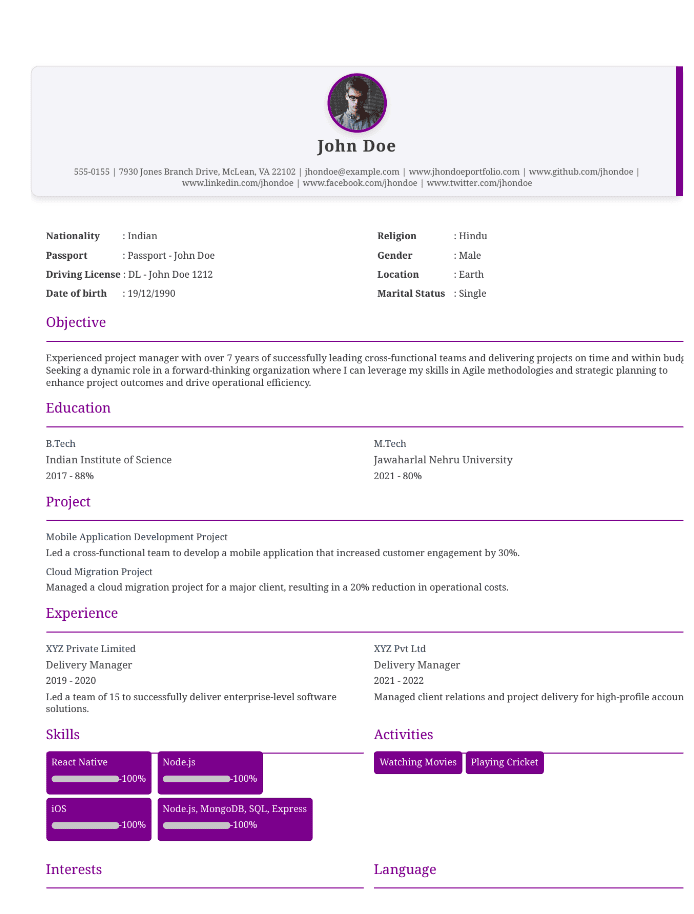 John Doe
555-0155 | 7930 Jones Branch Drive, McLean, VA 22102 | jhondoe@example.com | www.jhondoeportfolio.com | www.github.com/jhondoe |
www.linkedin.com/jhondoe | www.facebook.com/jhondoe | www.twitter.com/jhondoe
Nationality : Indian
Passport : Passport - John Doe
Driving License : DL - John Doe 1212
Date of birth : 19/12/1990
Religion : Hindu
Gender : Male
Location : Earth
Marital Status : Single
Objective
Experienced project manager with over 7 years of successfully leading cross-functional teams and delivering projects on time and within
Seeking a dynamic role in a forward-thinking organization where I can leverage my skills in Agile methodologies and strategic planning to
enhance project outcomes and drive operational efficiency.
Education
B.Tech
Indian Institute of Science
2017 - 88%
M.Tech
Jawaharlal Nehru University
2021 - 80%
Project
Mobile Application Development Project
Led a cross-functional team to develop a mobile application that increased customer engagement by 30%.
Cloud Migration Project
Managed a cloud migration project for a major client, resulting in a 20% reduction in operational costs.
Experience
XYZ Private Limited
Delivery Manager
2019 - 2020
Led a team of 15 to successfully deliver enterprise-level software
solutions.
XYZ Pvt Ltd
Delivery Manager
2021 - 2022
Managed client relations and project delivery for high-profile
Skills
React Native
-100%
Node.js
-100%
iOS
-100%
Node.js, MongoDB, SQL, Express
-100%
Activities
Watching Movies
Playing Cricket
Interests
Language